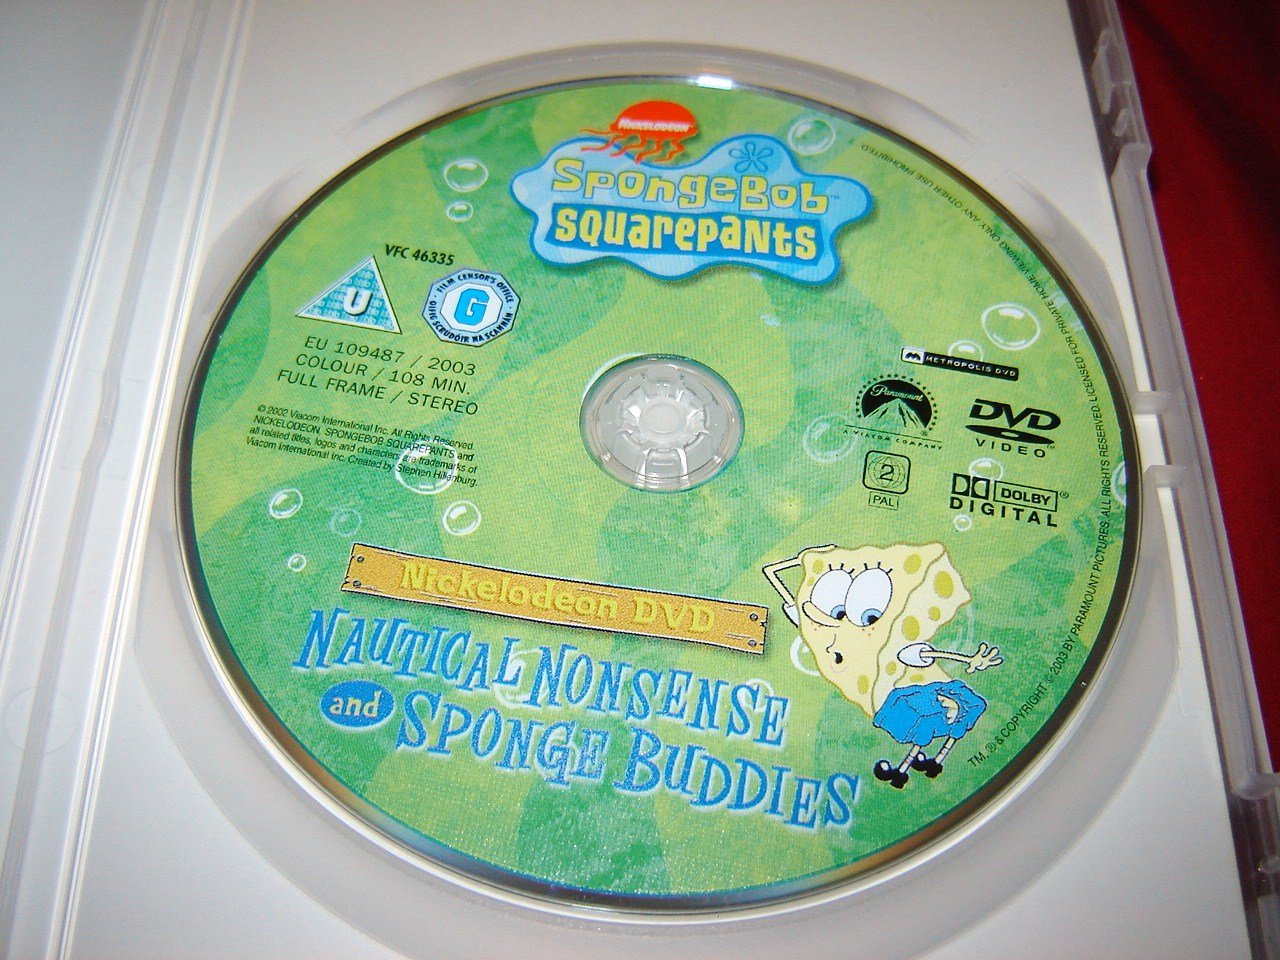 NICKELODEON
SpongeBob
SQUAREPANTS
™
VFC 46335
U
FILM CENSOR'S OFFICE
G
OIFIG SCRÚDÓIR NA SCANNÁN
EU 109487 / 2003
COLOUR / 108 MIN.
FULL FRAME / STEREO
© 2002 Viacom International Inc. All Rights Reserved.
NICKELODEON, SPONGEBOB SQUAREPANTS and
all related titles, logos and characters are trademarks of
Viacom International Inc. Created by Stephen Hillenburg.
METROPOLIS DVD
Paramount
A VIACOM COMPANY
DVD
VIDEO™
2
PAL
DOLBY®
DIGITAL
Nickelodeon DVD
NAUTICAL NONSENSE
and SPONGE BUDDIES
TM, ® & COPYRIGHT © 2003 BY PARAMOUNT PICTURES. ALL RIGHTS RESERVED. LICENSED FOR PRIVATE HOME VIEWING ONLY. ANY OTHER USE PROHIBITED.